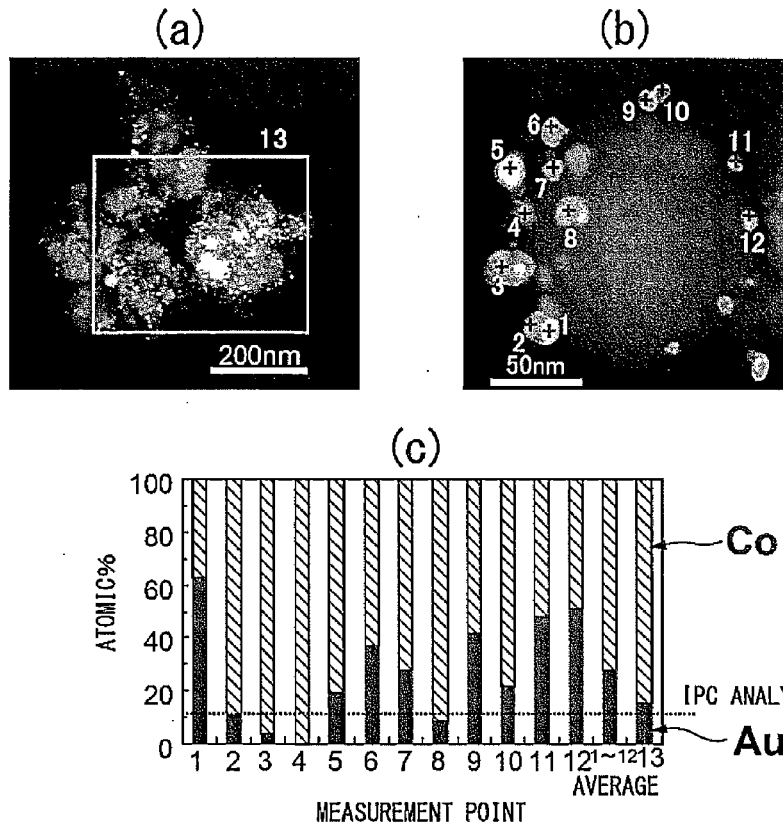 (a)
13
200nm
(b)
9 10
6
11
5
7
4
8
12
3
1
2
50nm
(c)
ATOMIC%
100
80
60
40
20
0
Co
IPC ANALY
Au
1 2 3 4 5 6 7 8 9 10 11 12 1~12 13
AVERAGE
MEASUREMENT POINT